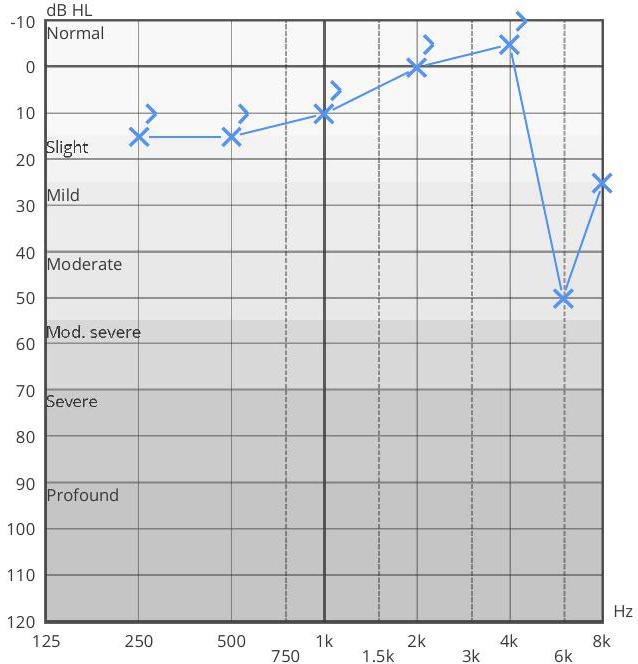 dB HL
-10
Normal
0
10
Slight
20
Mild
30
40
Moderate
50
Mod. severe
60
70
Severe
80
90
Profound
100
110
120
Hz
125 250 500 1k 2k 4k 8k
750 1.5k 3k 6k